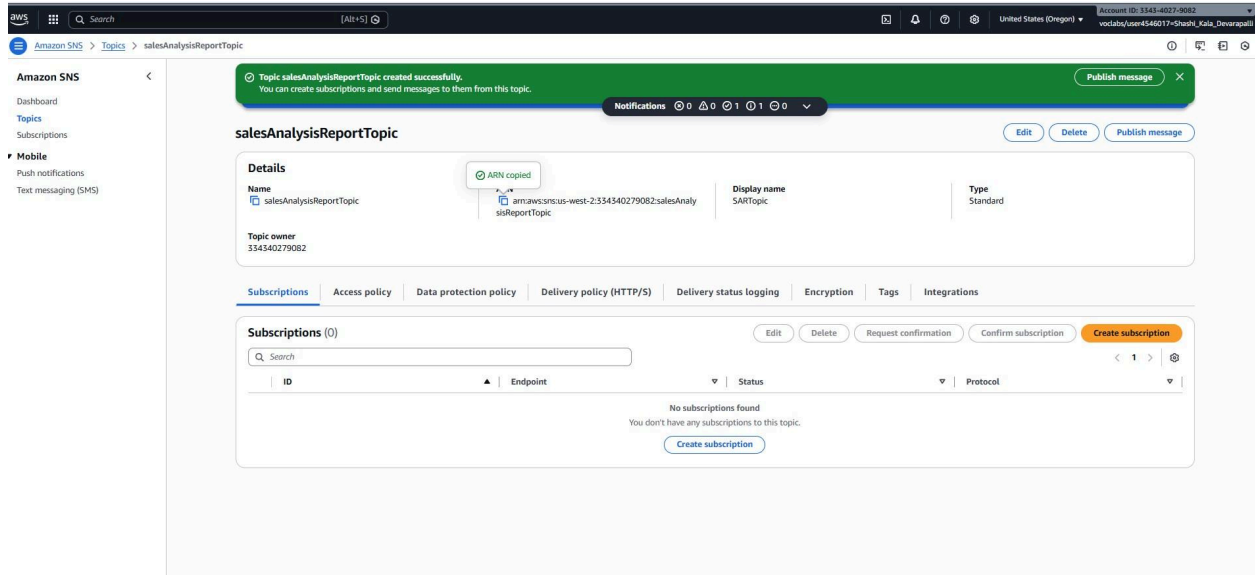 aws
Search [Alt+S]
United States (Oregon)
Account ID: 3343-4027-9082
voclabs/user4546017=Shashi_Kala_Devarapalli
Amazon SNS > Topics > salesAnalysisReportTopic
Amazon SNS
Dashboard
Topics
Subscriptions
Mobile
Push notifications
Text messaging (SMS)
Topic salesAnalysisReportTopic created successfully.
You can create subscriptions and send messages to them from this topic.
Publish message
Notifications 0 0 1 1 0
salesAnalysisReportTopic
Edit Delete Publish message
Details
ARN copied
Name
salesAnalysisReportTopic
arn:aws:sns:us-west-2:334340279082:salesAnaly
sisReportTopic
Display name
SARTopic
Type
Standard
Topic owner
334340279082
Subscriptions Access policy Data protection policy Delivery policy (HTTP/S) Delivery status logging Encryption Tags Integrations
Subscriptions (0)
Edit Delete Request confirmation Confirm subscription Create subscription
Search
< 1 >
ID Endpoint Status Protocol
No subscriptions found
You don't have any subscriptions to this topic.
Create subscription